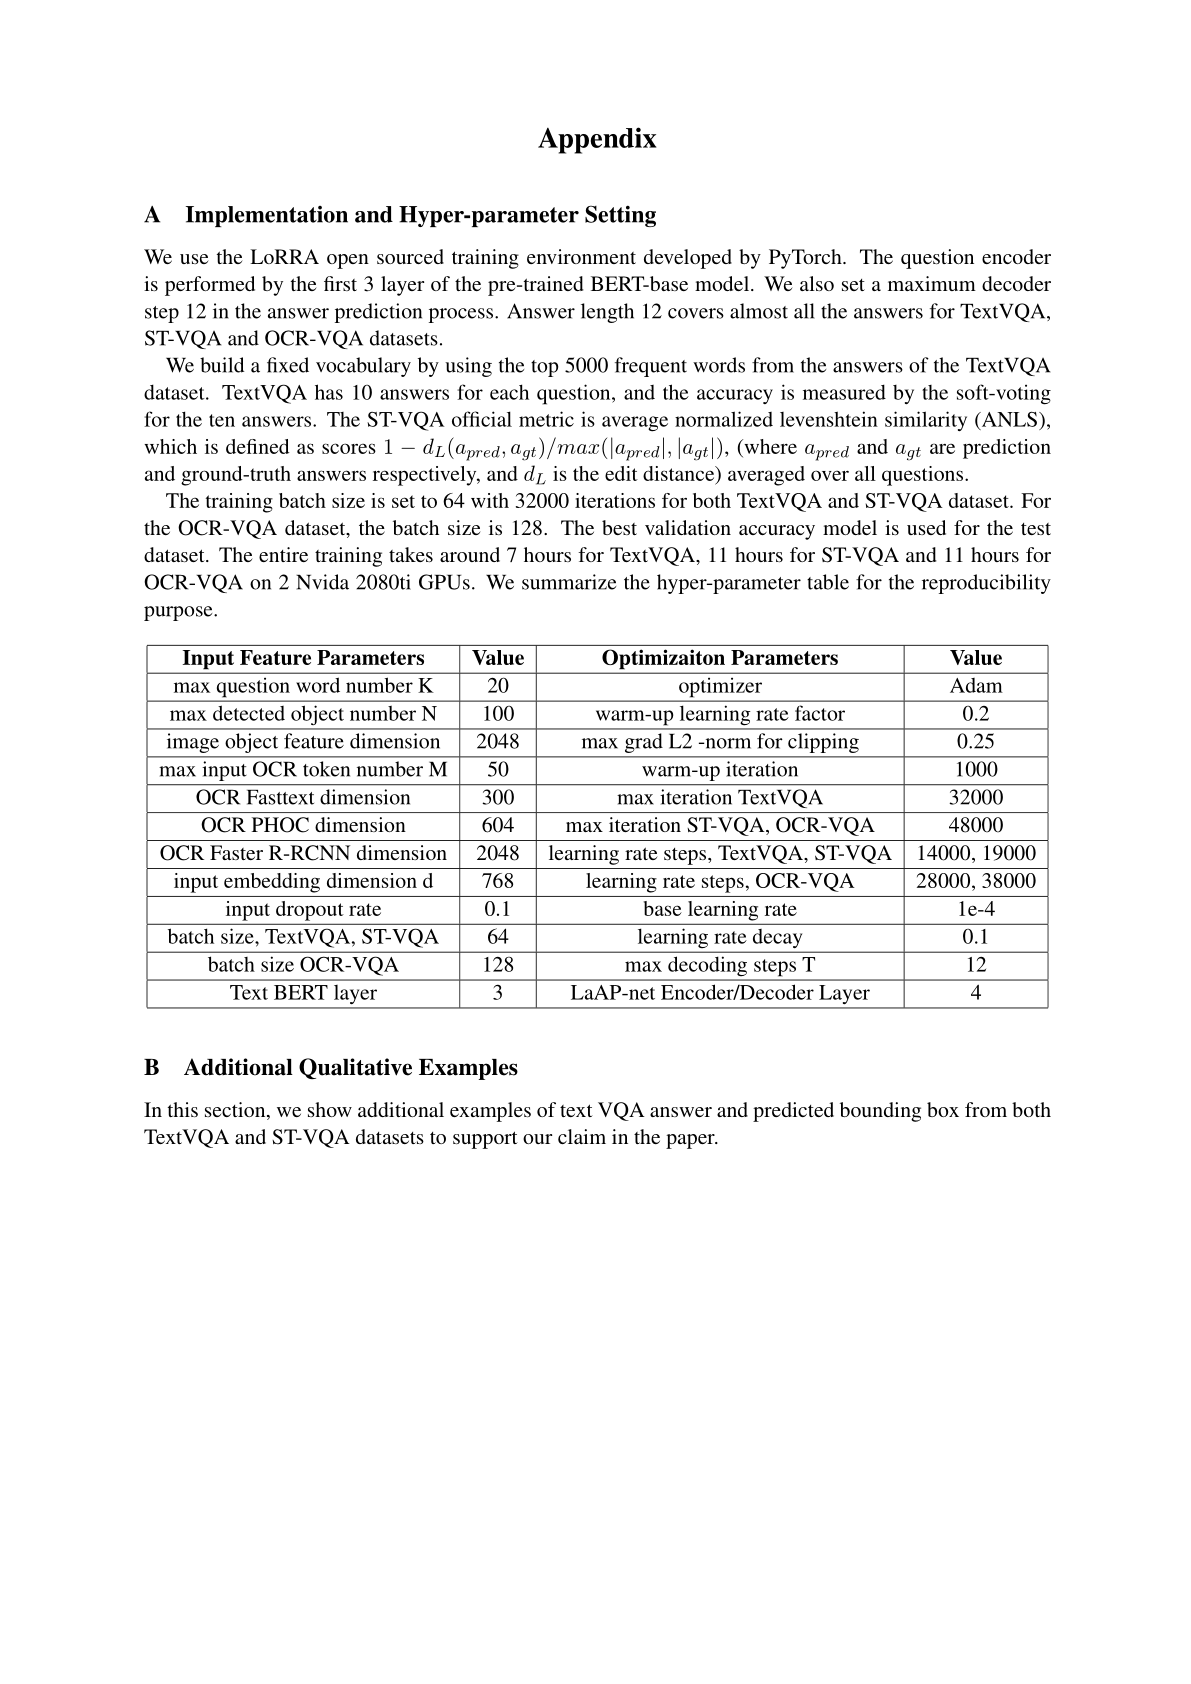 Appendix
A Implementation and Hyper-parameter Setting
We use the LoRRA open sourced training environment developed by PyTorch. The question encoder
is performed by the first 3 layer of the pre-trained BERT-base model. We also set a maximum decoder
step 12 in the answer prediction process. Answer length 12 covers almost all the answers for TextVQA,
ST-VQA and OCR-VQA datasets.
We build a fixed vocabulary by using the top 5000 frequent words from the answers of the TextVQA
dataset. TextVQA has 10 answers for each question, and the accuracy is measured by the soft-voting
for the ten answers. The ST-VQA official metric is average normalized levenshtein similarity (ANLS),
which is defined as scores 1 − d_L(a_pred, a_gt)/max(|a_pred|, |a_gt|), (where a_pred and a_gt are prediction
and ground-truth answers respectively, and d_L is the edit distance) averaged over all questions.
The training batch size is set to 64 with 32000 iterations for both TextVQA and ST-VQA dataset. For
the OCR-VQA dataset, the batch size is 128. The best validation accuracy model is used for the test
dataset. The entire training takes around 7 hours for TextVQA, 11 hours for ST-VQA and 11 hours for
OCR-VQA on 2 Nvida 2080ti GPUs. We summarize the hyper-parameter table for the reproducibility
purpose.
Input Feature Parameters Value Optimizaiton Parameters Value
max question word number K 20 optimizer Adam
max detected object number N 100 warm-up learning rate factor 0.2
image object feature dimension 2048 max grad L2 -norm for clipping 0.25
max input OCR token number M 50 warm-up iteration 1000
OCR Fasttext dimension 300 max iteration TextVQA 32000
OCR PHOC dimension 604 max iteration ST-VQA, OCR-VQA 48000
OCR Faster R-RCNN dimension 2048 learning rate steps, TextVQA, ST-VQA 14000, 19000
input embedding dimension d 768 learning rate steps, OCR-VQA 28000, 38000
input dropout rate 0.1 base learning rate 1e-4
batch size, TextVQA, ST-VQA 64 learning rate decay 0.1
batch size OCR-VQA 128 max decoding steps T 12
Text BERT layer 3 LaAP-net Encoder/Decoder Layer 4
B Additional Qualitative Examples
In this section, we show additional examples of text VQA answer and predicted bounding box from both
TextVQA and ST-VQA datasets to support our claim in the paper.